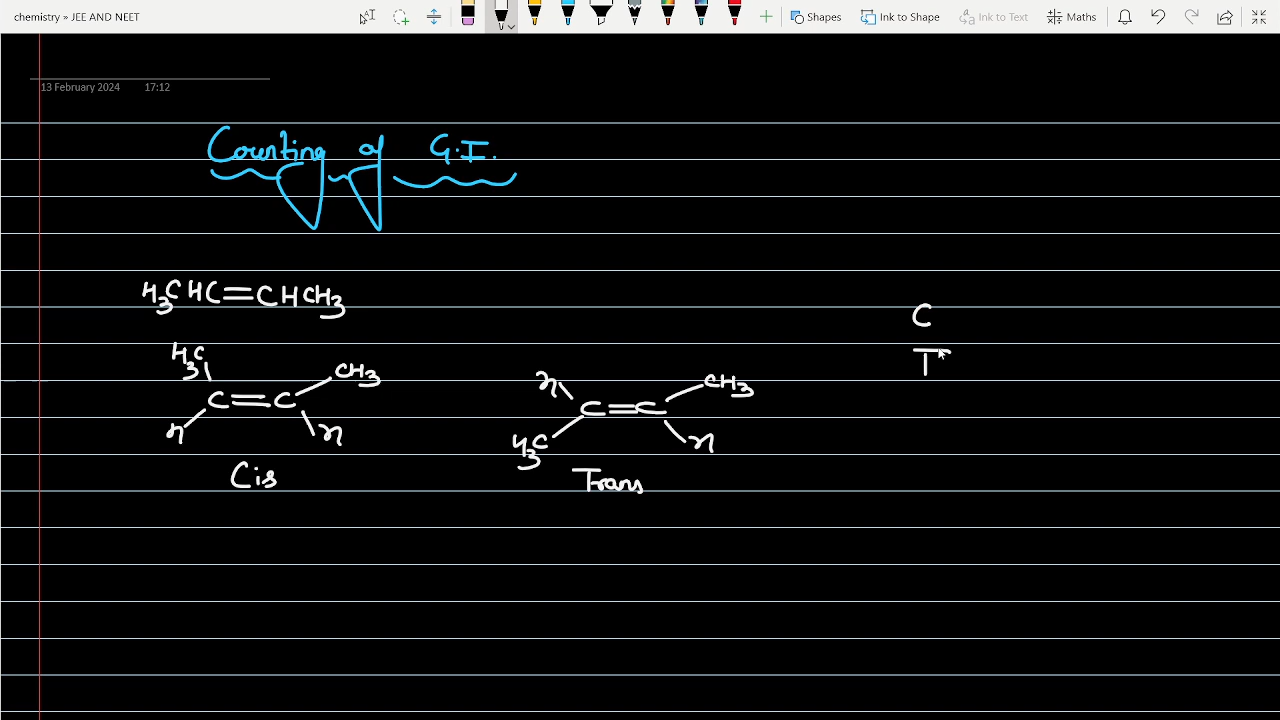 chemistry » JEE AND NEET
Shapes Ink to Shape Ink to Text Maths
13 February 2024 17:12
Counting of G.I.
H3CHC=CHCH3
H3C CH3
C=C
H H
Cis
H CH3
C=C
H3C H
Trans
C
T